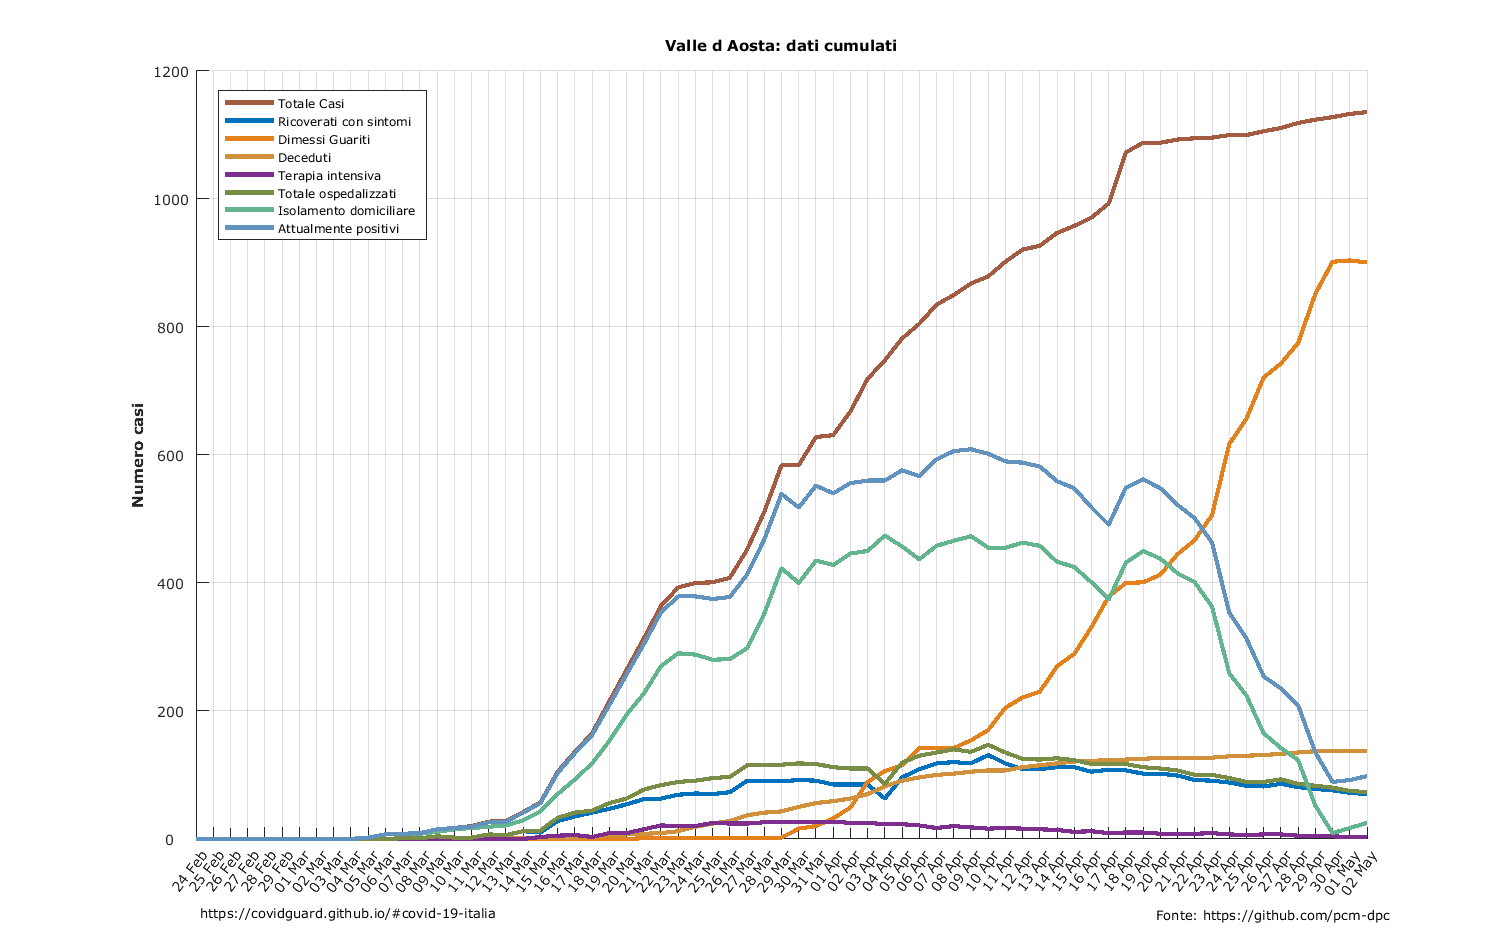 Valle d Aosta: dati cumulati
1200
1000
800
600
400
200
0
Numero casi
Totale Casi
Ricoverati con sintomi
Dimessi Guariti
Deceduti
Terapia intensiva
Totale ospedalizzati
Isolamento domiciliare
Attualmente positivi
24 Feb
25 Feb
26 Feb
27 Feb
28 Feb
29 Feb
01 Mar
02 Mar
03 Mar
04 Mar
05 Mar
06 Mar
07 Mar
08 Mar
09 Mar
10 Mar
11 Mar
12 Mar
13 Mar
14 Mar
15 Mar
16 Mar
17 Mar
18 Mar
19 Mar
20 Mar
21 Mar
22 Mar
23 Mar
24 Mar
25 Mar
26 Mar
27 Mar
28 Mar
29 Mar
30 Mar
31 Mar
01 Apr
02 Apr
03 Apr
04 Apr
05 Apr
06 Apr
07 Apr
08 Apr
09 Apr
10 Apr
11 Apr
12 Apr
13 Apr
14 Apr
15 Apr
16 Apr
17 Apr
18 Apr
19 Apr
20 Apr
21 Apr
22 Apr
23 Apr
24 Apr
25 Apr
26 Apr
27 Apr
28 Apr
29 Apr
30 Apr
01 May
02 May
https://covidguard.github.io/#covid-19-italia
Fonte: https://github.com/pcm-dpc